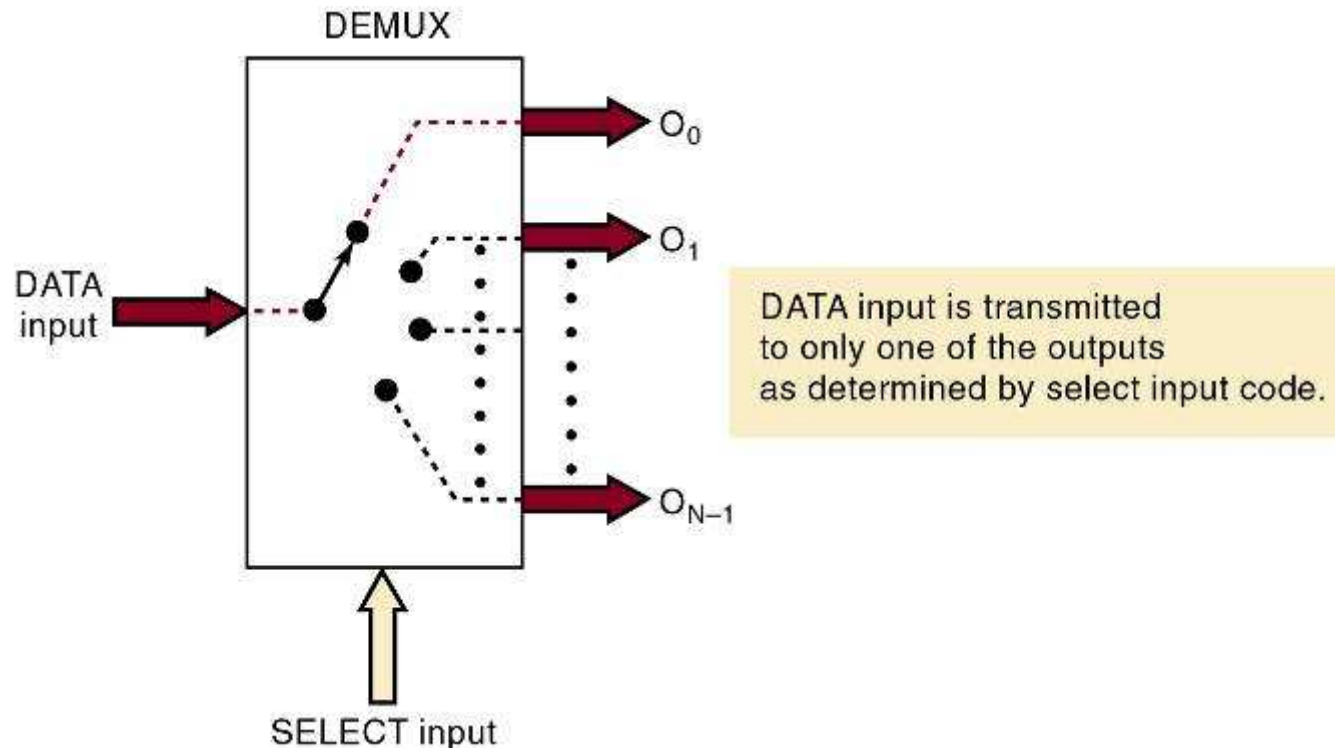 DEMUX
O₀
O₁
DATA
input
DATA input is transmitted
to only one of the outputs
as determined by select input code.
O_N–1
SELECT input